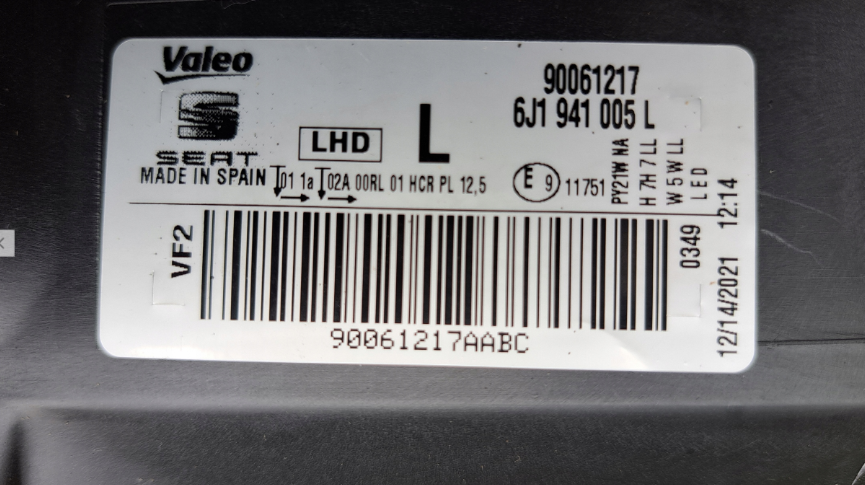 Valeo
90061217
6J1 941 005 L
LHD
L
SEAT
MADE IN SPAIN 01 1a 02A 00RL 01 HCR PL 12,5
E 9 11751
PY21W NA
H 7H 7 LL
W 5 W LL
LED
VF2
0349
12/14/2021 12:14
90061217AABC